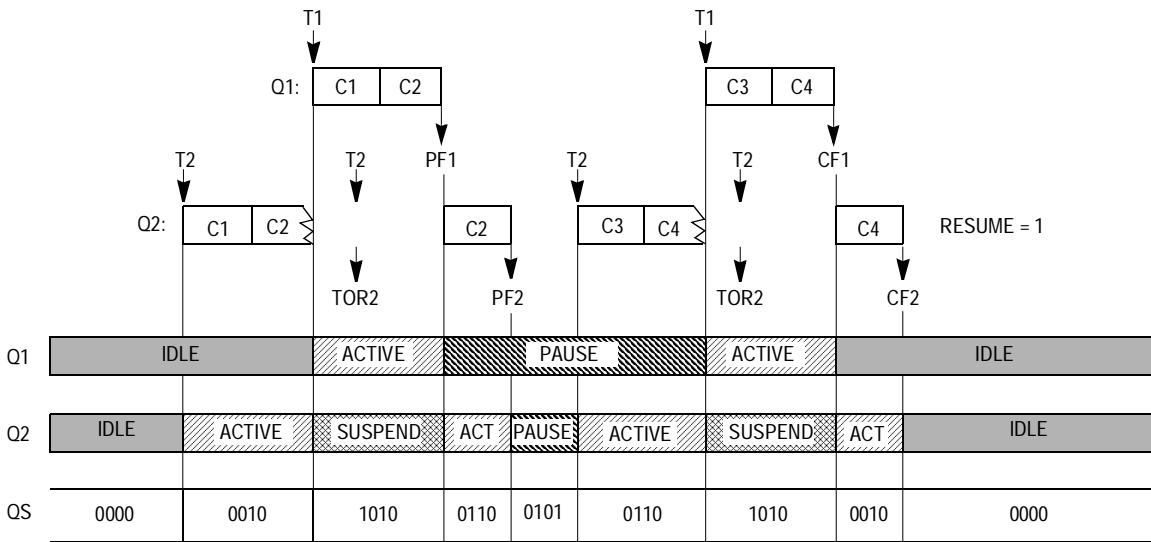 T1 T1
Q1: C1 C2 C3 C4
T2 T2 PF1 T2 T2 CF1
Q2: C1 C2 C2 C3 C4 C4 RESUME = 1
TOR2 PF2 TOR2 CF2
Q1 IDLE ACTIVE PAUSE ACTIVE IDLE
Q2 IDLE ACTIVE SUSPEND ACT PAUSE ACTIVE SUSPEND ACT IDLE
QS 0000 0010 1010 0110 0101 0110 1010 0010 0000